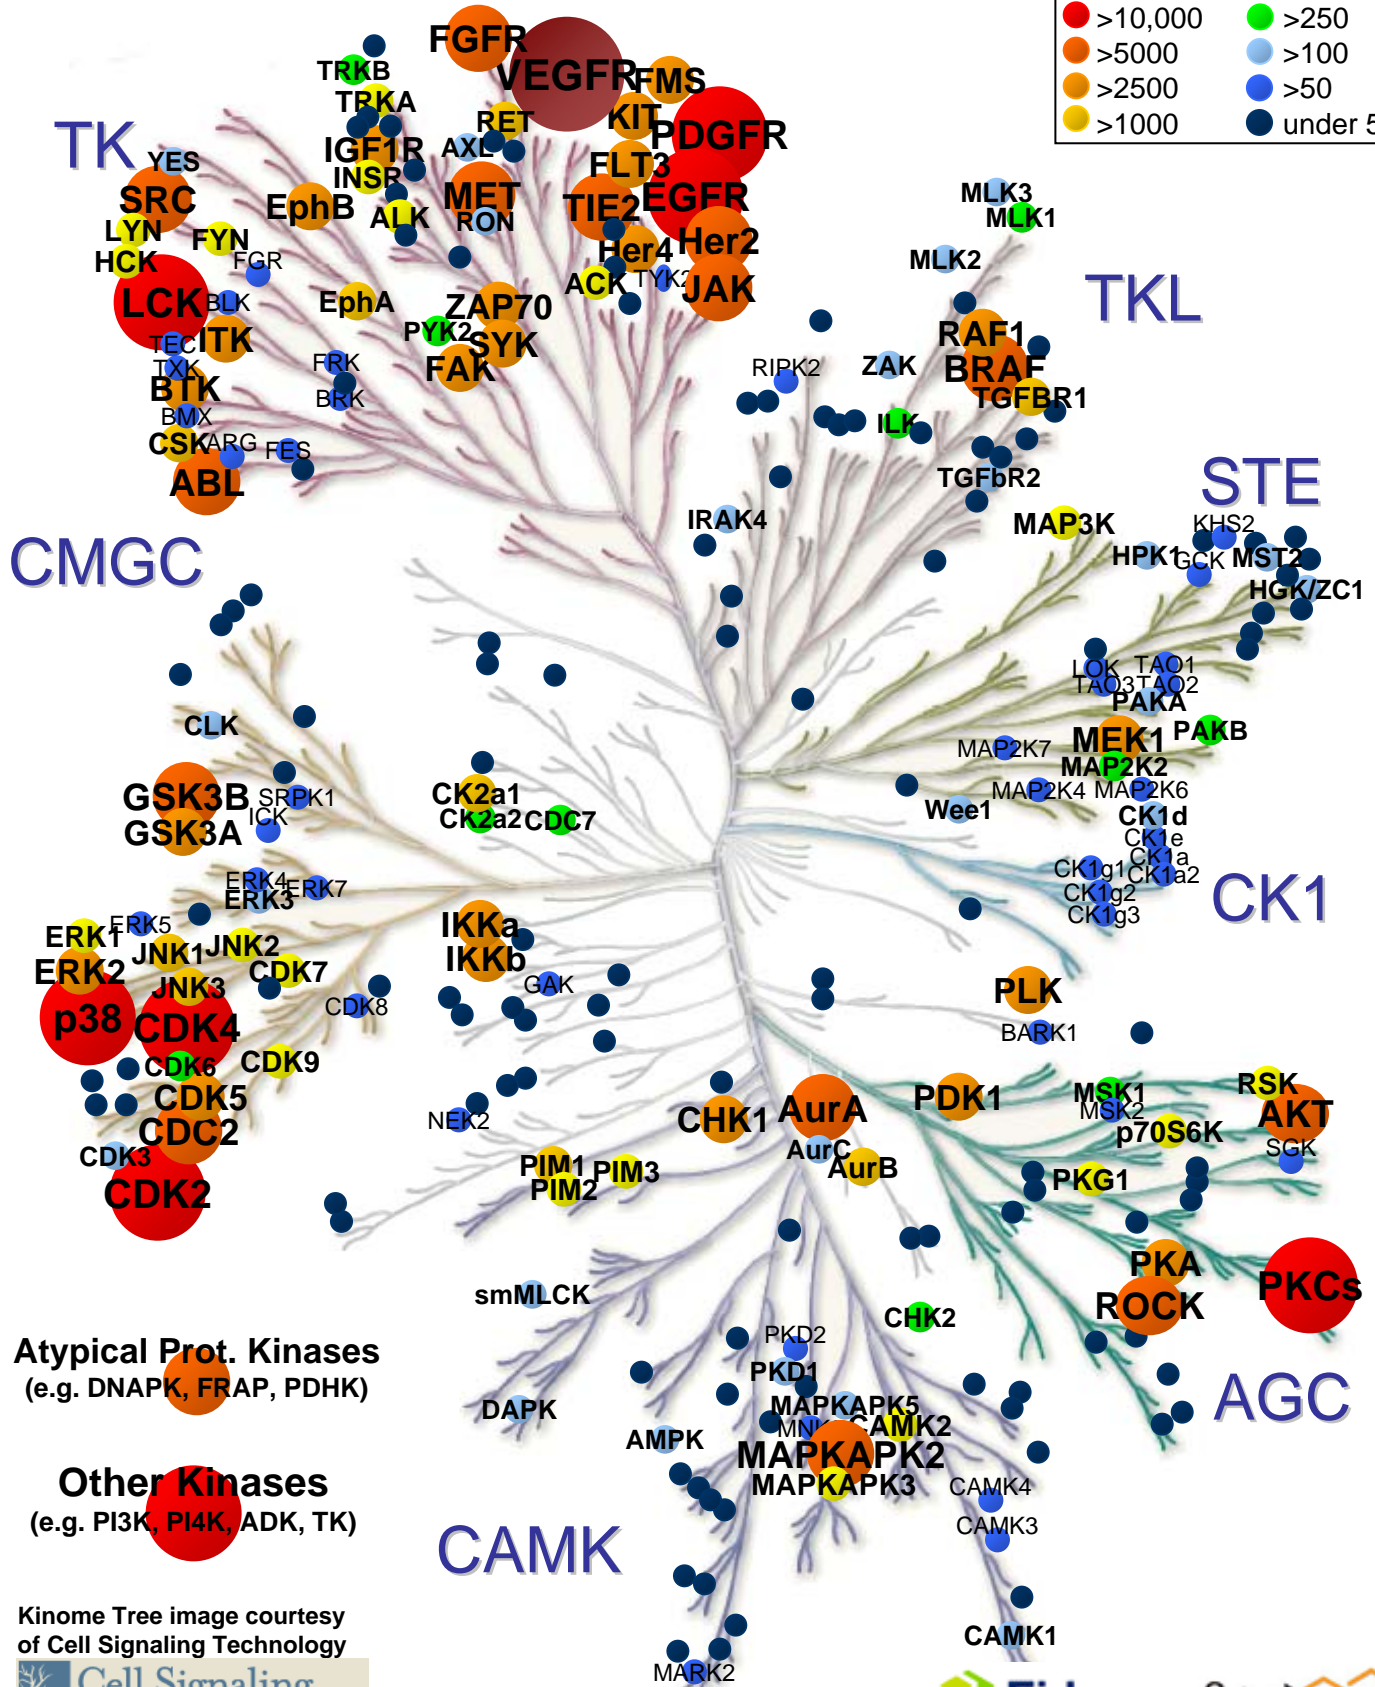 >10,000
>250
>5000
>100
>2500
>50
>1000
under
FGFR
VEGFR
FMS
TRKB
TRKA
RET
KIT
PDGFR
TK
YES
IGF1R
AXL
FLT3
INSR
SRC
EphB
MET
TIE2
EGFR
MLK3
ALK
RON
MLK1
LYN
FYN
Her4
Her2
HCK
FGR
MLK2
ACK
TYK2
JAK
TKL
LCK
BLK
EphA
ZAP70
PYK2
SYK
RAF1
TEC
ITK
FRK
FAK
RIPK2
ZAK
BRAF
TXK
BTK
BRK
TGFBR1
BMX
ILK
CSK
ARG
FES
ABL
TGFbR2
STE
IRAK4
MAP3K
KHS2
CMGC
HPK1
GCK
MST2
HGK/ZC1
LOK
TAO1
TAO3
TAO2
PAKA
CLK
PAKB
MAP2K7
MEK1
MAP2K2
GSK3B
SRPK1
CK2a1
MAP2K4
MAP2K6
ICK
CK2a2
CDC7
Wee1
CK1d
GSK3A
CK1e
CK1a
CK1g1
CK1a2
ERK4
ERK7
CK1g2
CK1
ERK3
CK1g3
ERK5
IKKa
ERK1
JNK1
JNK2
IKKb
ERK2
CDK7
GAK
JNK3
PLK
p38
CDK4
CDK8
BARK1
CDK6
CDK9
CDK5
CHK1
AurA
PDK1
MSK1
RSK
MSK2
AKT
NEK2
CDC2
p70S6K
CDK3
AurC
SGK
PIM1
PIM3
AurB
PKG1
CDK2
PIM2
PKA
PKCs
smMLCK
ROCK
CHK2
PKD2
Atypical Prot. Kinases
PKD1
(e.g. DNAPK, FRAP, PDHK)
AGC
DAPK
MAPKAPK5
CAMK2
AMPK
MAPKAPK2
Other Kinases
MAPKAPK3
CAMK4
(e.g. PI3K, PI4K, ADK, TK)
CAMK3
CAMK
Kinome Tree image courtesy
of Cell Signaling Technology
CAMK1
MARK2
Cell Signaling